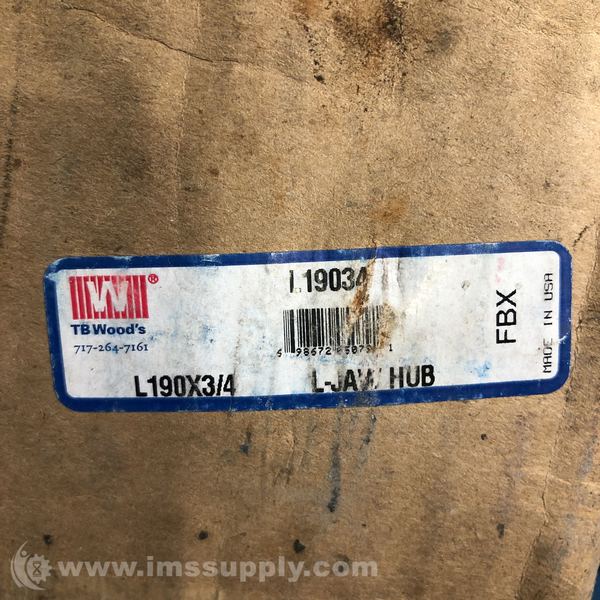 L19034
W®
TB Wood's
717-264-7161
L190X3/4 L-JAW HUB
FBX
MADE IN USA
www.imssupply.com